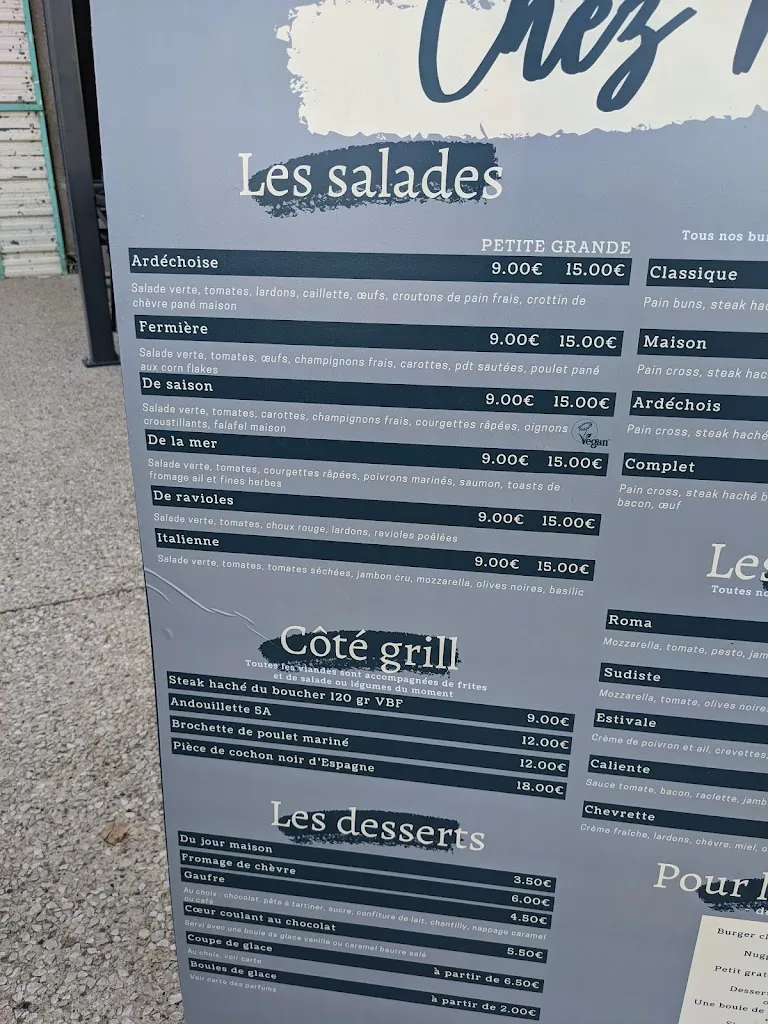 Chez
Les salades
PETITE GRANDE
Ardéchoise 9.00€ 15.00€
Salade verte, tomates, lardons, caillette, œufs, croutons de pain frais, crottin de
chèvre pané maison
Fermière 9.00€ 15.00€
Salade verte, tomates, œufs, champignons frais, carottes, pdt sautées, poulet pané
aux corn flakes
De saison 9.00€ 15.00€
Salade verte, tomates, carottes, champignons frais, courgettes râpées, oignons
croustillants, falafel maison
Vegan
De la mer 9.00€ 15.00€
Salade verte, tomates, courgettes râpées, poivrons marinés, saumon, toasts de
fromage ail et fines herbes
De ravioles 9.00€ 15.00€
Salade verte, tomates, choux rouge, lardons, ravioles poêlées
Italienne 9.00€ 15.00€
Salade verte, tomates, tomates séchées, jambon cru, mozzarella, olives noires, basilic
Côté grill
Toutes les viandes sont accompagnées de frites
et de salade ou légumes du moment
Steak haché du boucher 120 gr VBF 9.00€
Andouillette 5A 12.00€
Brochette de poulet mariné 12.00€
Pièce de cochon noir d'Espagne 18.00€
Les desserts
Du jour maison 3.50€
Fromage de chèvre 6.00€
Gaufre 4.50€
Au choix : chocolat, pâte à tartiner, sucre, confiture de lait, chantilly, nappage caramel
ou café
Cœur coulant au chocolat 5.50€
Servi avec une boule de glace vanille ou caramel beurre salé
Coupe de glace à partir de 6.50€
Au choix, voir carte
Boules de glace à partir de 2.00€
Voir carte des parfums
Tous nos
Classique
Pain buns, steak
Maison
Pain cross, steak
Ardéchois
Pain cross, steak haché
Complet
Pain cross, steak haché
bacon, œuf
Les
Toutes
Roma
Mozzarella, tomate, pesto,
Sudiste
Mozzarella, tomate, olives
Estivale
Crème de poivron et ail, crevettes,
Caliente
Sauce tomate, bacon, raclette,
Chevrette
Crème fraîche, lardons, chèvre, miel,
Pour
Burger
Petit
Une boule de